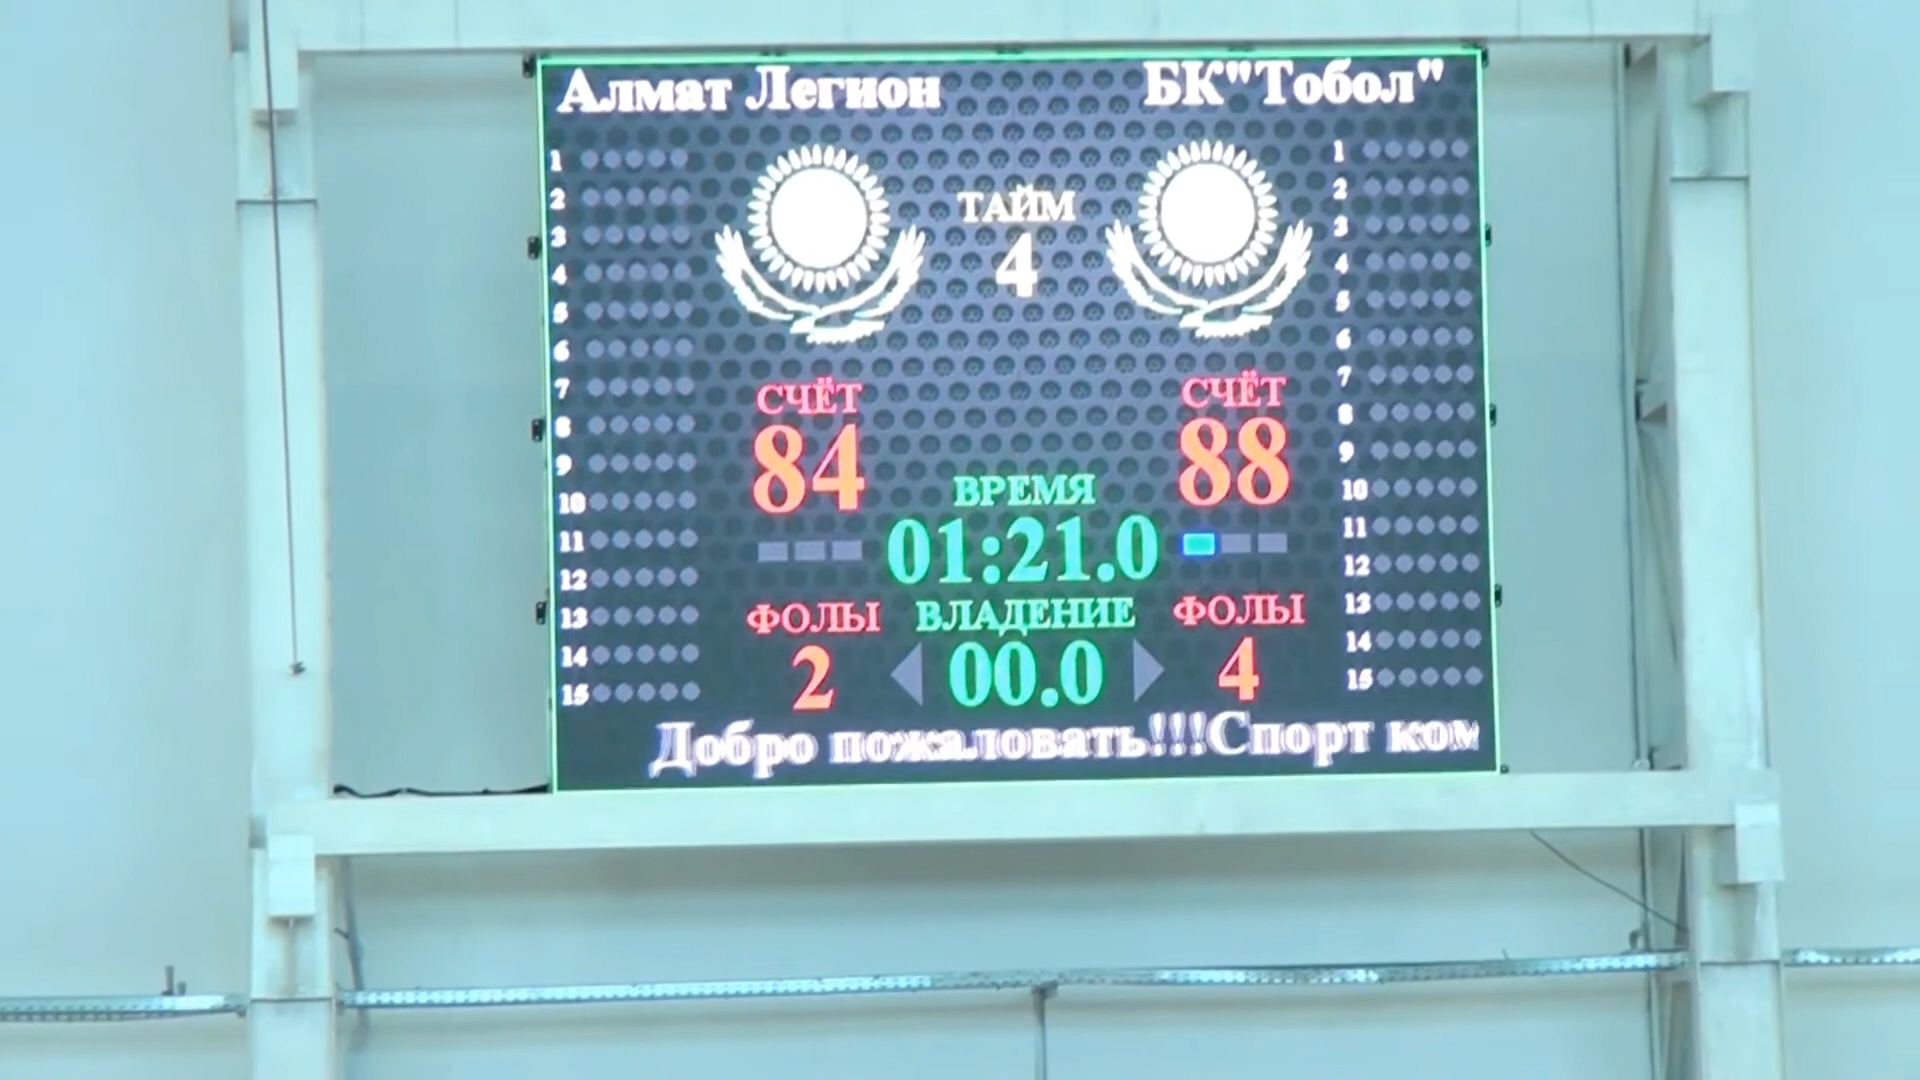 Алмат Легион БК"Тобол"
ТАЙМ
4
1 1
2 2
3 3
4 4
5 5
6 6
7 7
8 8
9 9
10 10
11 11
12 12
13 13
14 14
15 15
СЧЁТ СЧЁТ
84 88
ВРЕМЯ
01:21.0
ФОЛЫ ВЛАДЕНИЕ ФОЛЫ
2 00.0 4
Добро пожаловать!!!Спорт ком